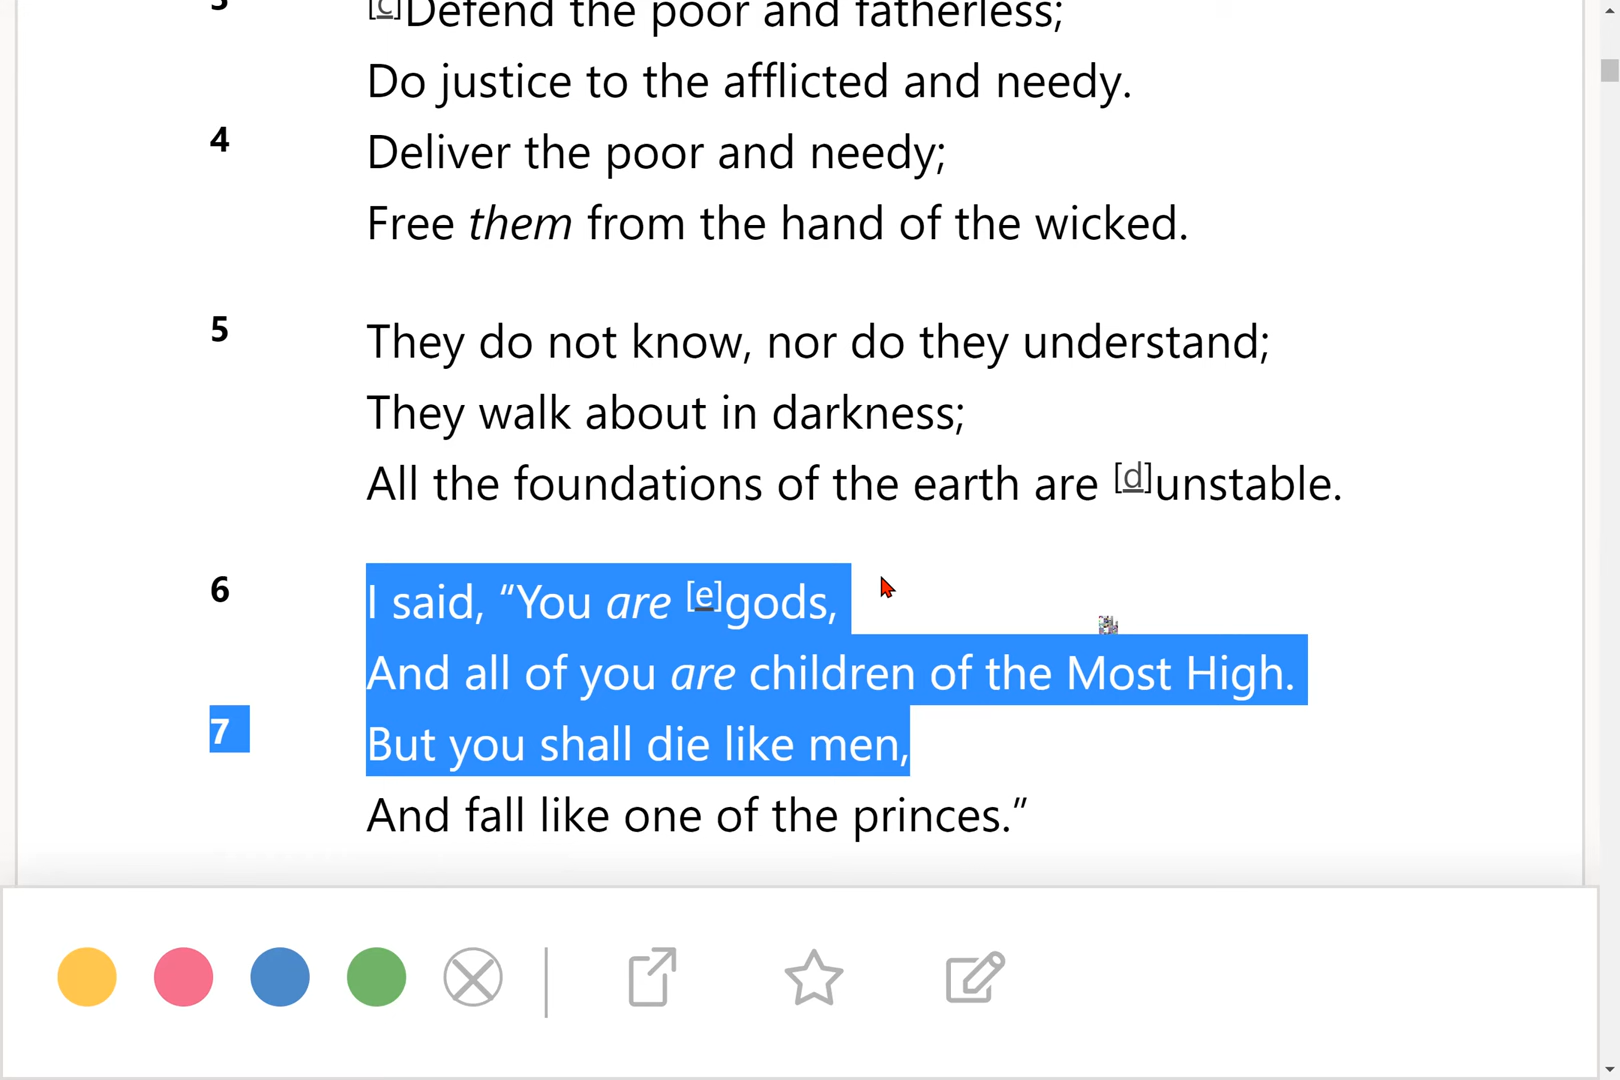 3 [c]Defend the poor and fatherless;
Do justice to the afflicted and needy.
4 Deliver the poor and needy;
Free them from the hand of the wicked.
5 They do not know, nor do they understand;
They walk about in darkness;
All the foundations of the earth are [d]unstable.
6 I said, “You are [e]gods,
And all of you are children of the Most High.
7 But you shall die like men,
And fall like one of the princes.”